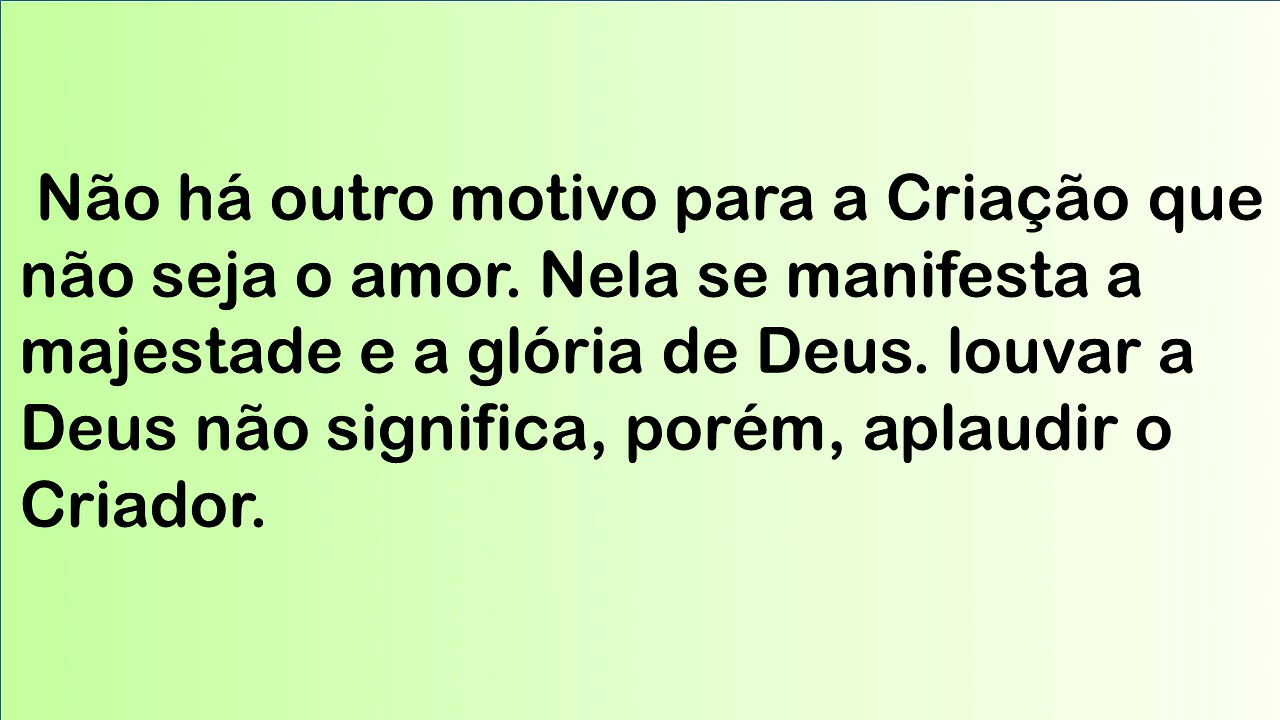 Não há outro motivo para a Criação que
não seja o amor. Nela se manifesta a
majestade e a glória de Deus. louvar a
Deus não significa, porém, aplaudir o
Criador.